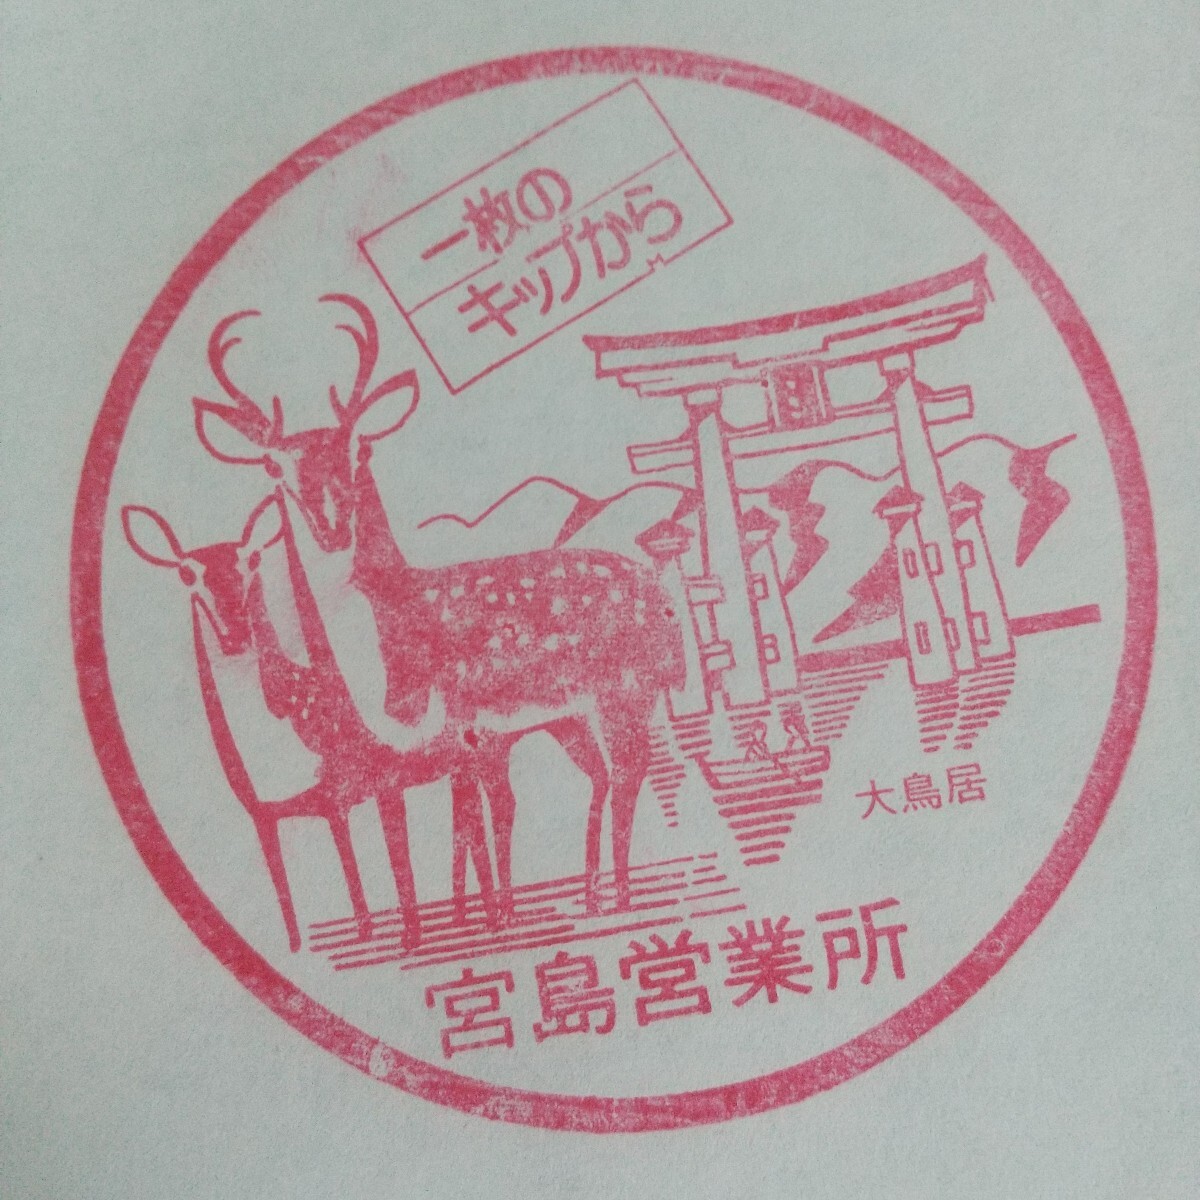 一枚の
キップから
大鳥居
宮島営業所